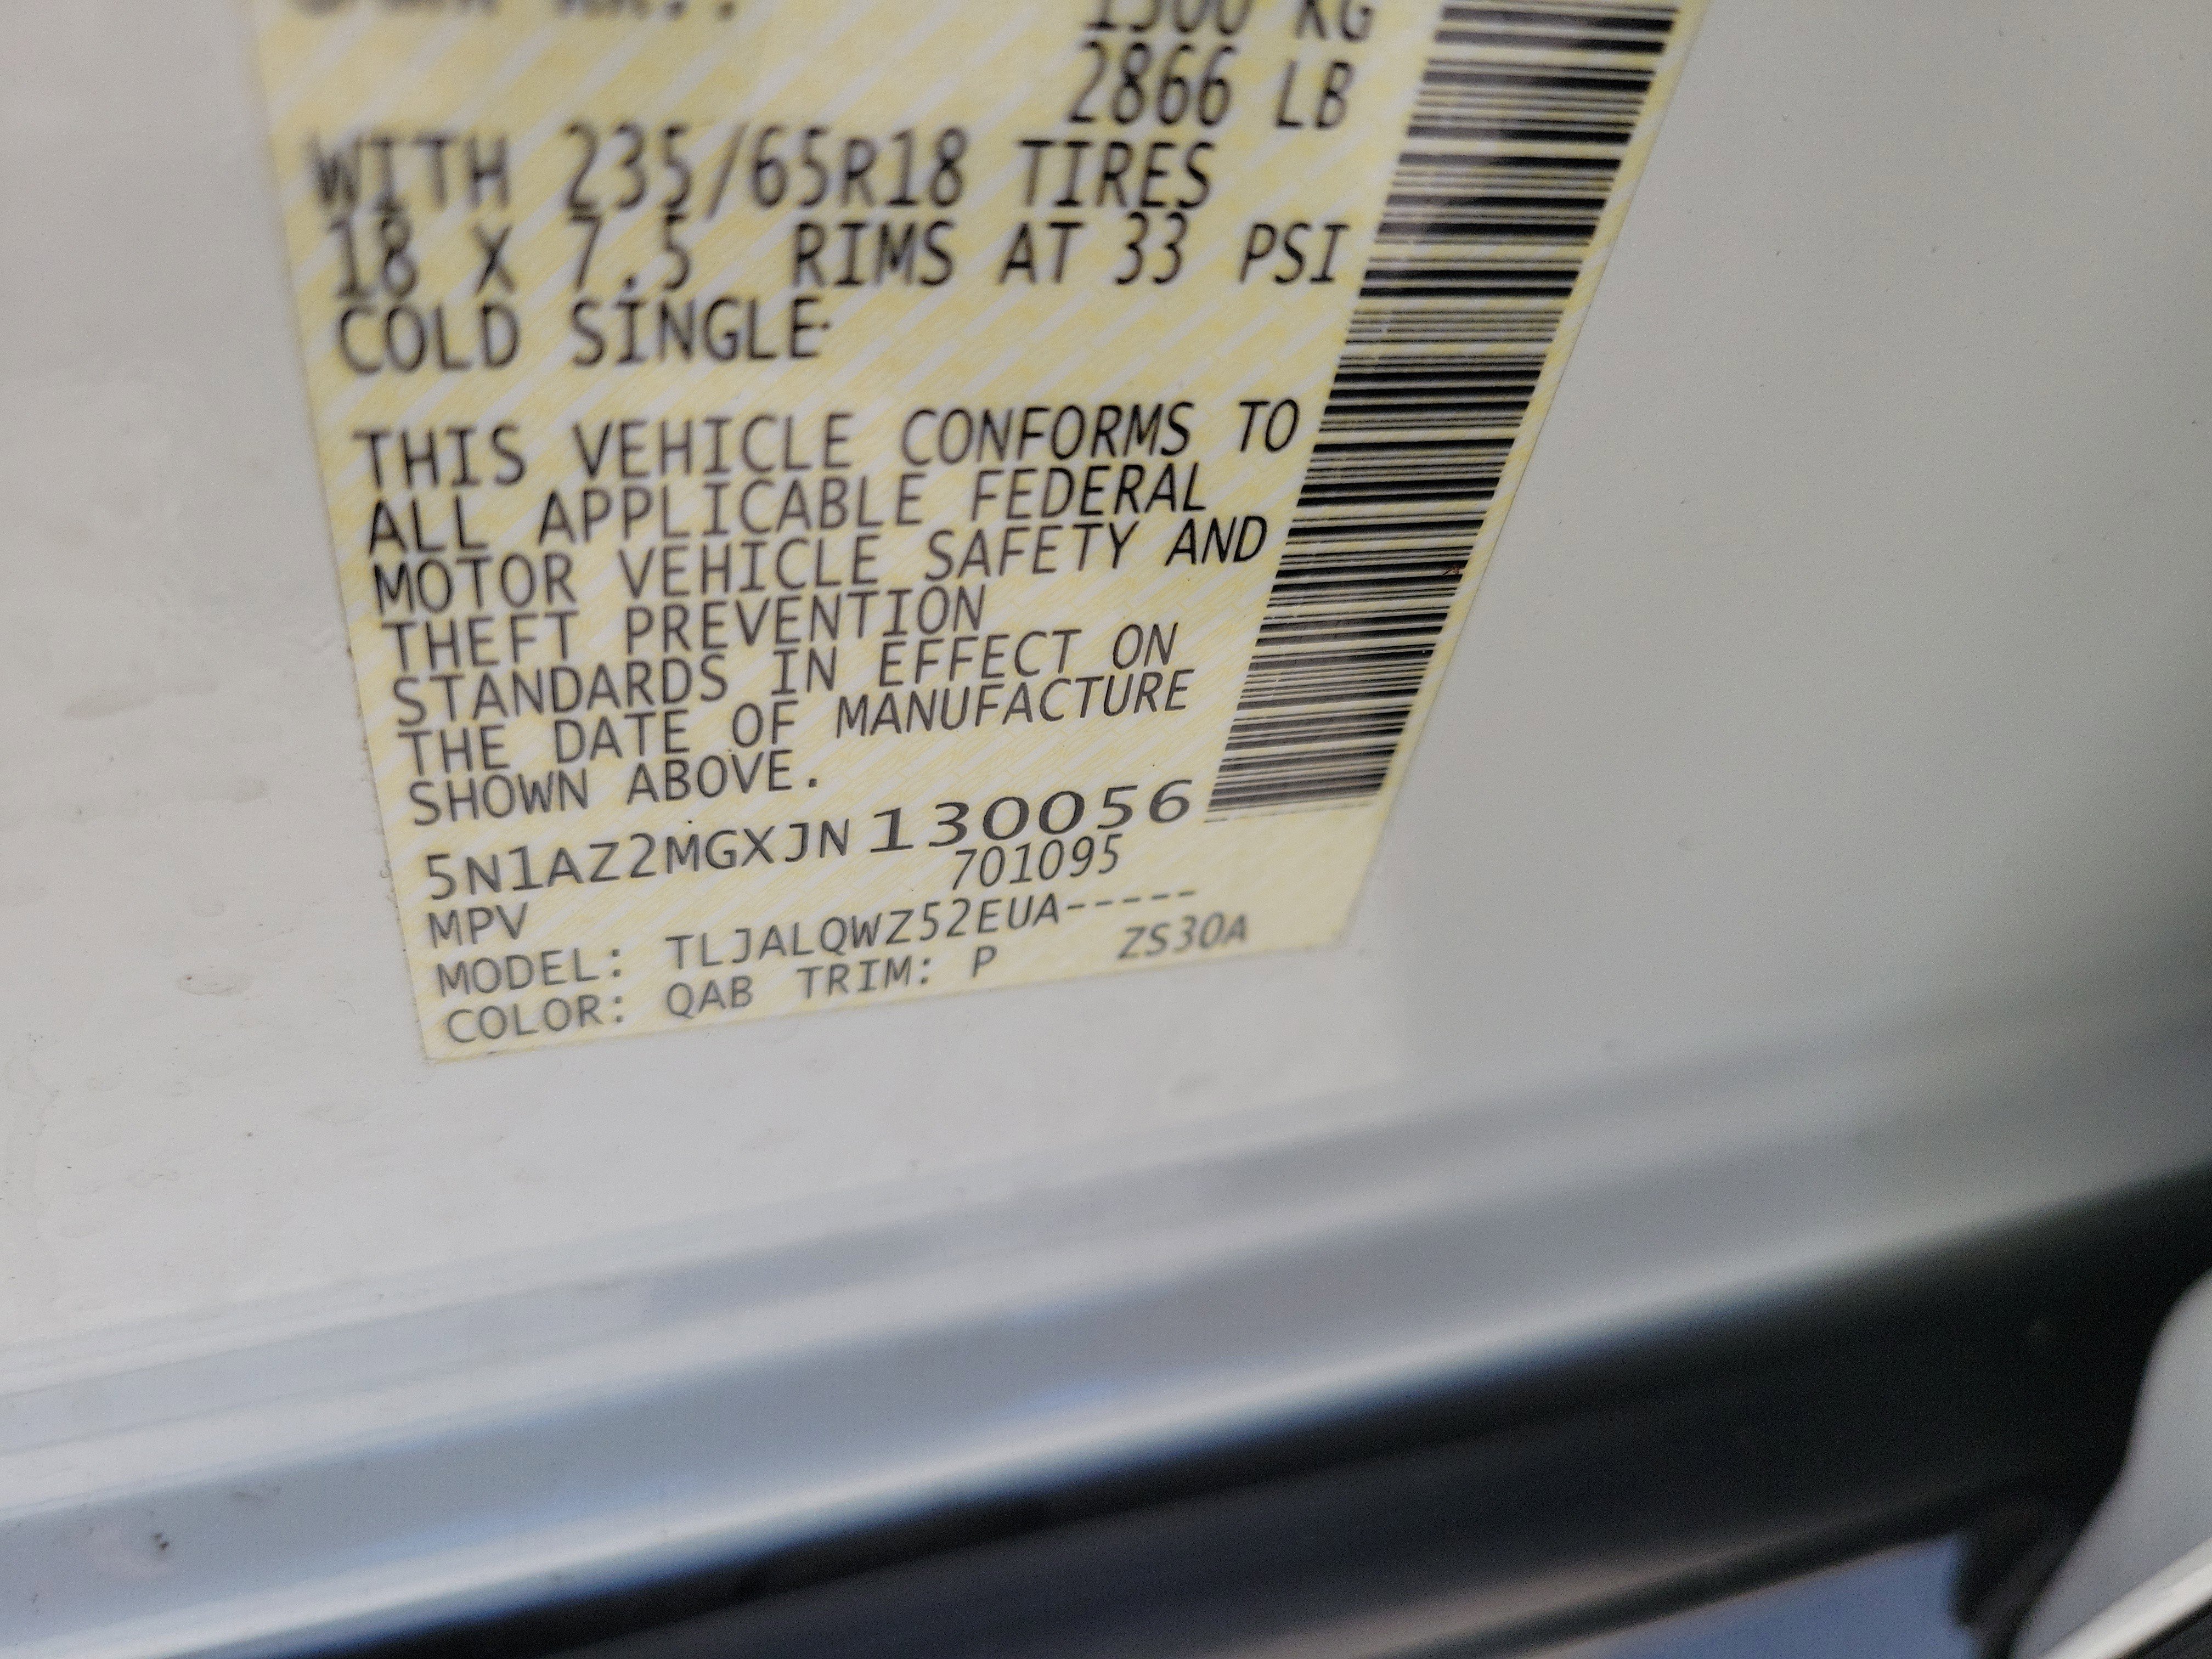 1300 KG
2866 LB
WITH 235/65R18 TIRES
18 X 7.5 RIMS AT 33 PSI
COLD SINGLE
THIS VEHICLE CONFORMS TO
ALL APPLICABLE FEDERAL
MOTOR VEHICLE SAFETY AND
THEFT PREVENTION
STANDARDS IN EFFECT ON
THE DATE OF MANUFACTURE
SHOWN ABOVE.
5N1AZ2MGXJN130056
701095
MPV
MODEL: TLJALQWZ52EUA-----
COLOR: QAB TRIM: P ZS30A